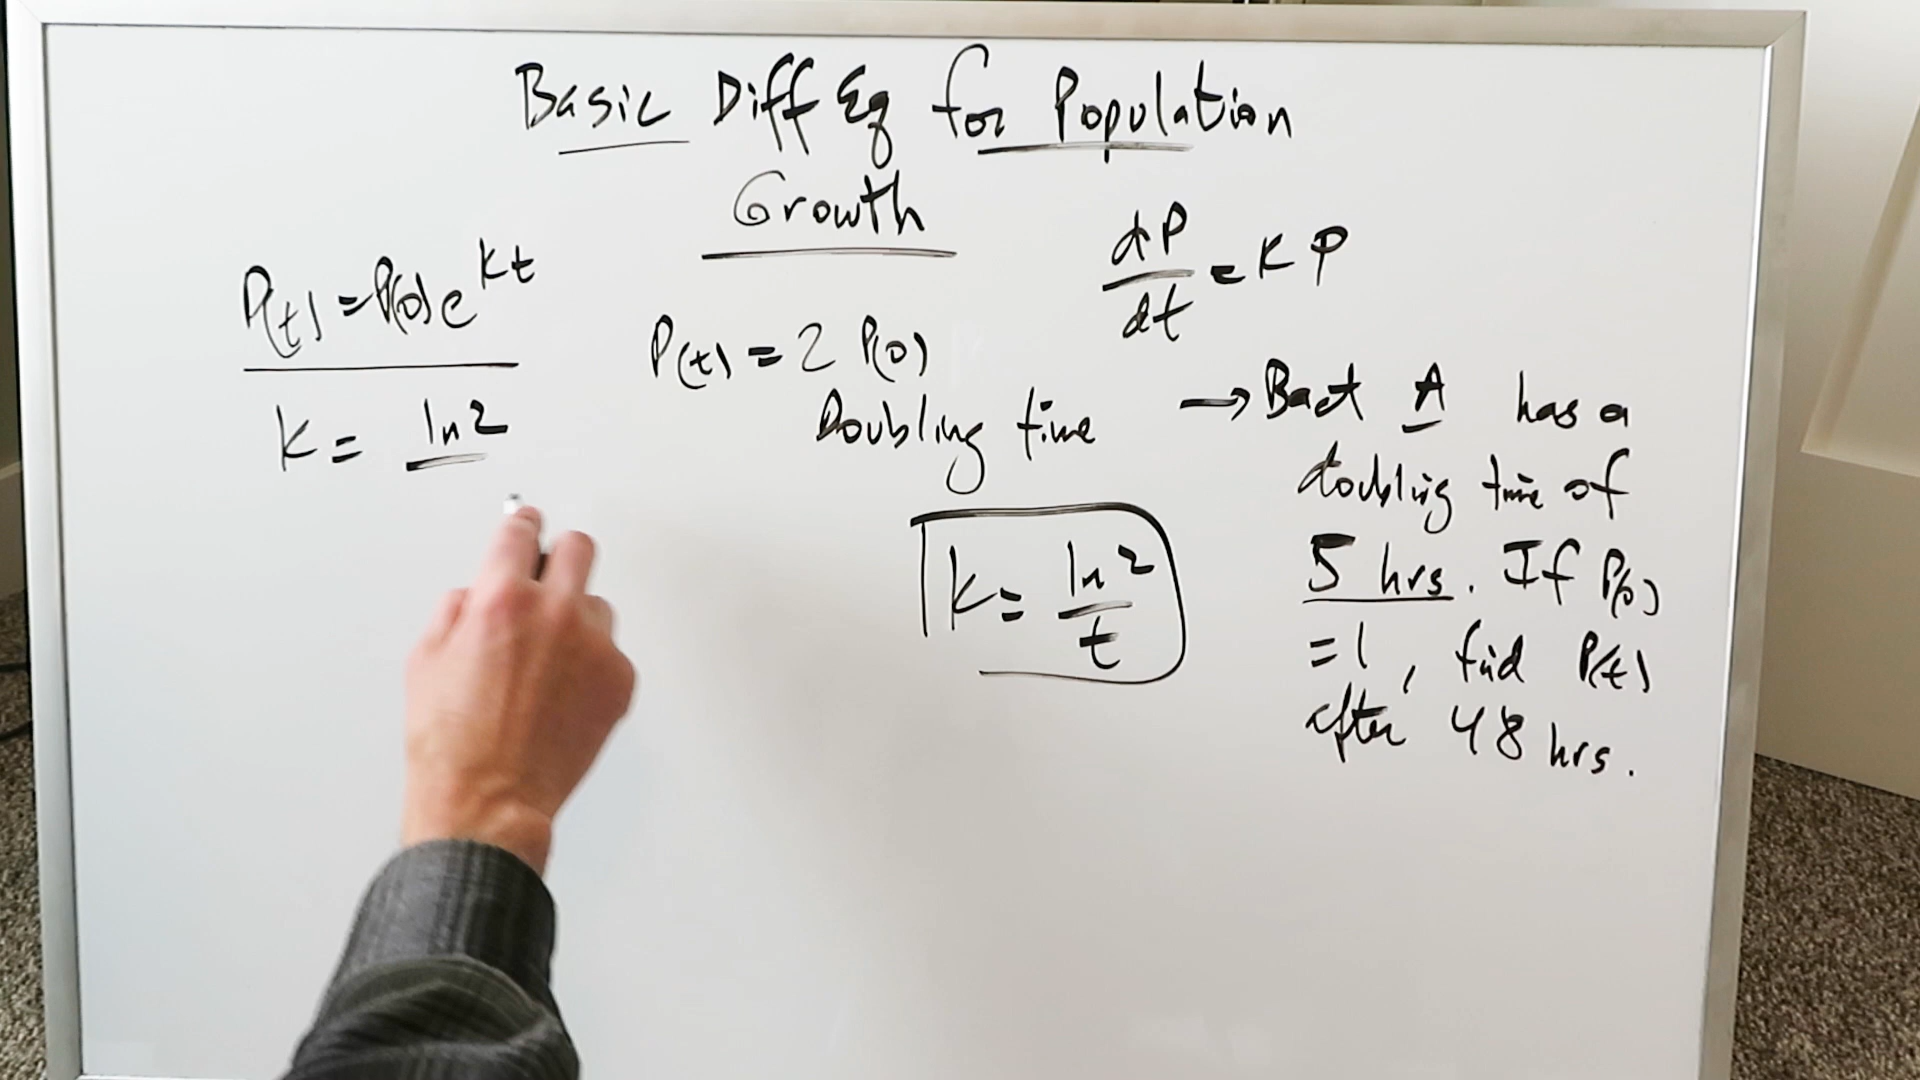 Basic Diff Eq for Population
Growth
P(t) = P(0)e^kt
K = ln2
P(t) = 2 P(0)
Doubling time
K = ln2/t
dP/dt = K P
→ Bact A has a
doubling time of
5 hrs. If P(0)
= 1, find P(t)
after 48 hrs.